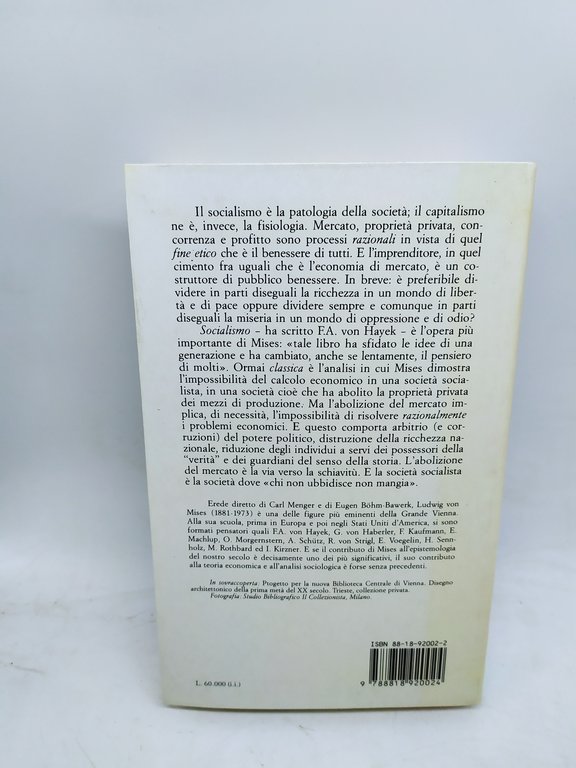 Il socialismo è la patologia della società; il capitalismo
ne è, invece, la fisiologia. Mercato, proprietà privata, con-
correnza e profitto sono processi razionali in vista di quel
fine etico che è il benessere di tutti. E l'imprenditore, in quel
cimento fra uguali che è l'economia di mercato, è un co-
struttore di pubblico benessere. In breve: è preferibile di-
videre in parti diseguali la ricchezza in un mondo di liber-
tà e di pace oppure dividere sempre e comunque in parti
diseguali la miseria in un mondo di oppressione e di odio?
Socialismo – ha scritto F.A. von Hayek – è l'opera più
importante di Mises: «tale libro ha sfidato le idee di una
generazione e ha cambiato, anche se lentamente, il pensiero
di molti». Ormai classica è l'analisi in cui Mises dimostra
l'impossibilità del calcolo economico in una società socia-
lista, in una società cioè che ha abolito la proprietà privata
dei mezzi di produzione. Ma l'abolizione del mercato im-
plica, di necessità, l'impossibilità di risolvere razionalmente
i problemi economici. E questo comporta arbitrio (e cor-
ruzioni) del potere politico, distruzione della ricchezza na-
zionale, riduzione degli individui a servi dei possessori della
"verità" e dei guardiani del senso della storia. L'abolizione
del mercato è la via verso la schiavitù. E la società socialista
è la società dove «chi non ubbidisce non mangia».
Erede diretto di Carl Menger e di Eugen Böhm-Bawerk, Ludwig von
Mises (1881-1973) è una delle figure più eminenti della Grande Vienna.
Alla sua scuola, prima in Europa e poi negli Stati Uniti d'America, si sono
formati pensatori quali F.A. von Hayek, G. von Haberler, F. Kaufmann, E.
Machlup, O. Morgenstern, A. Schütz, R. von Strigl, E. Voegelin, H. Senn-
holz, M. Rothbard ed I. Kirzner. E se il contributo di Mises all'epistemologia
del nostro secolo è decisamente uno dei più significativi, il suo contributo
alla teoria economica e all'analisi sociologica è forse senza precedenti.
In sovraccoperta: Progetto per la nuova Biblioteca Centrale di Vienna. Disegno
architettonico della prima metà del XX secolo. Trieste, collezione privata.
Fotografia: Studio Bibliografico Il Collezionista, Milano.
ISBN 88-18-92002-2
L. 60.000 (i.i.)
9 788818 920024